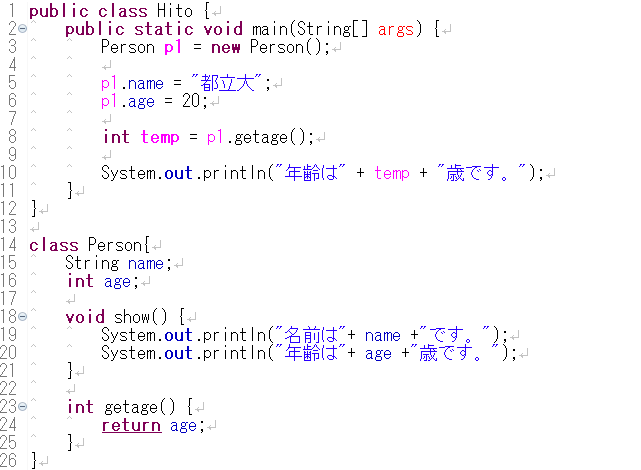 1 public class Hito {
2 public static void main(String[] args) {
3 Person p1 = new Person();
4
5 p1.name = "都立大";
6 p1.age = 20;
7
8 int temp = p1.getage();
9
10 System.out.println("年齢は" + temp + "歳です。");
11 }
12 }
13
14 class Person{
15 String name;
16 int age;
17
18 void show() {
19 System.out.println("名前は"+ name +"です。");
20 System.out.println("年齢は"+ age +"歳です。");
21 }
22
23 int getage() {
24 return age;
25 }
26 }